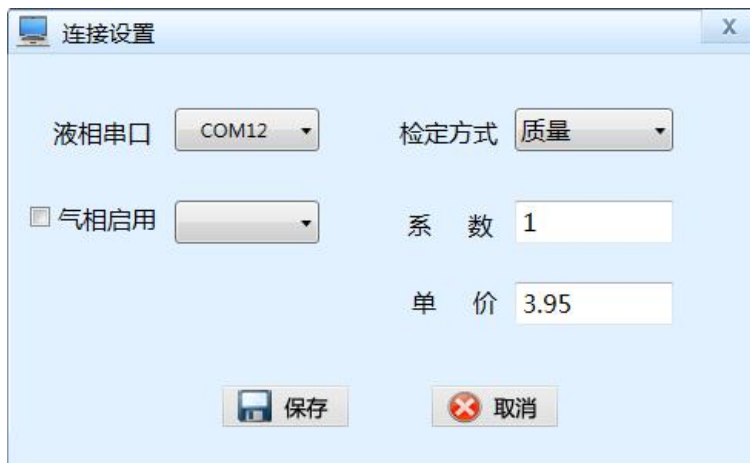 连接设置 X
液相串口 COM12 检定方式 质量
气相启用 系 数 1
单 价 3.95
保存 取消